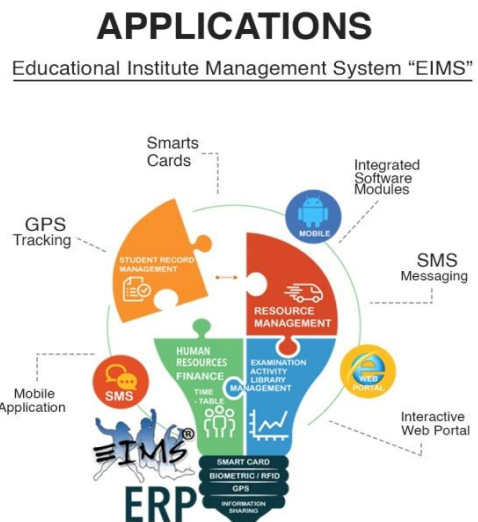 APPLICATIONS
Educational Institute Management System “EIMS”
Smarts
Cards
Integrated
Software
Modules
GPS
Tracking
MOBILE
STUDENT RECORD
MANAGEMENT
SMS
Messaging
RESOURCE
MANAGEMENT
HUMAN
RESOURCES
FINANCE
TIME
- TABLE
EXAMINATION
ACTIVITY
LIBRARY
MANAGEMENT
WEB
PORTAL
SMS
Mobile
Application
Interactive
Web Portal
EIMS®
ERP
SMART CARD
BIOMETRIC / RFID
GPS
INFORMATION
SHARING